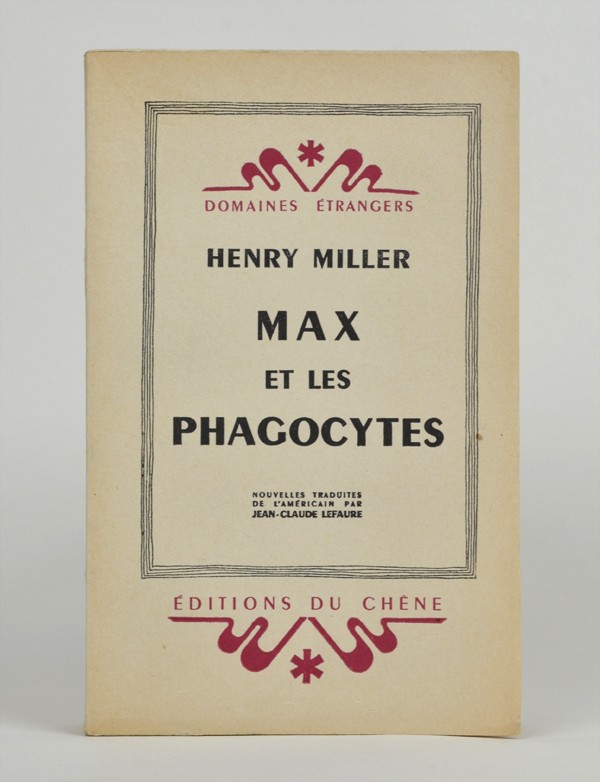 DOMAINES ÉTRANGERS
HENRY MILLER
MAX
ET LES
PHAGOCYTES
NOUVELLES TRADUITES
DE L'AMÉRICAIN PAR
JEAN-CLAUDE LEFAURE
ÉDITIONS DU CHÊNE